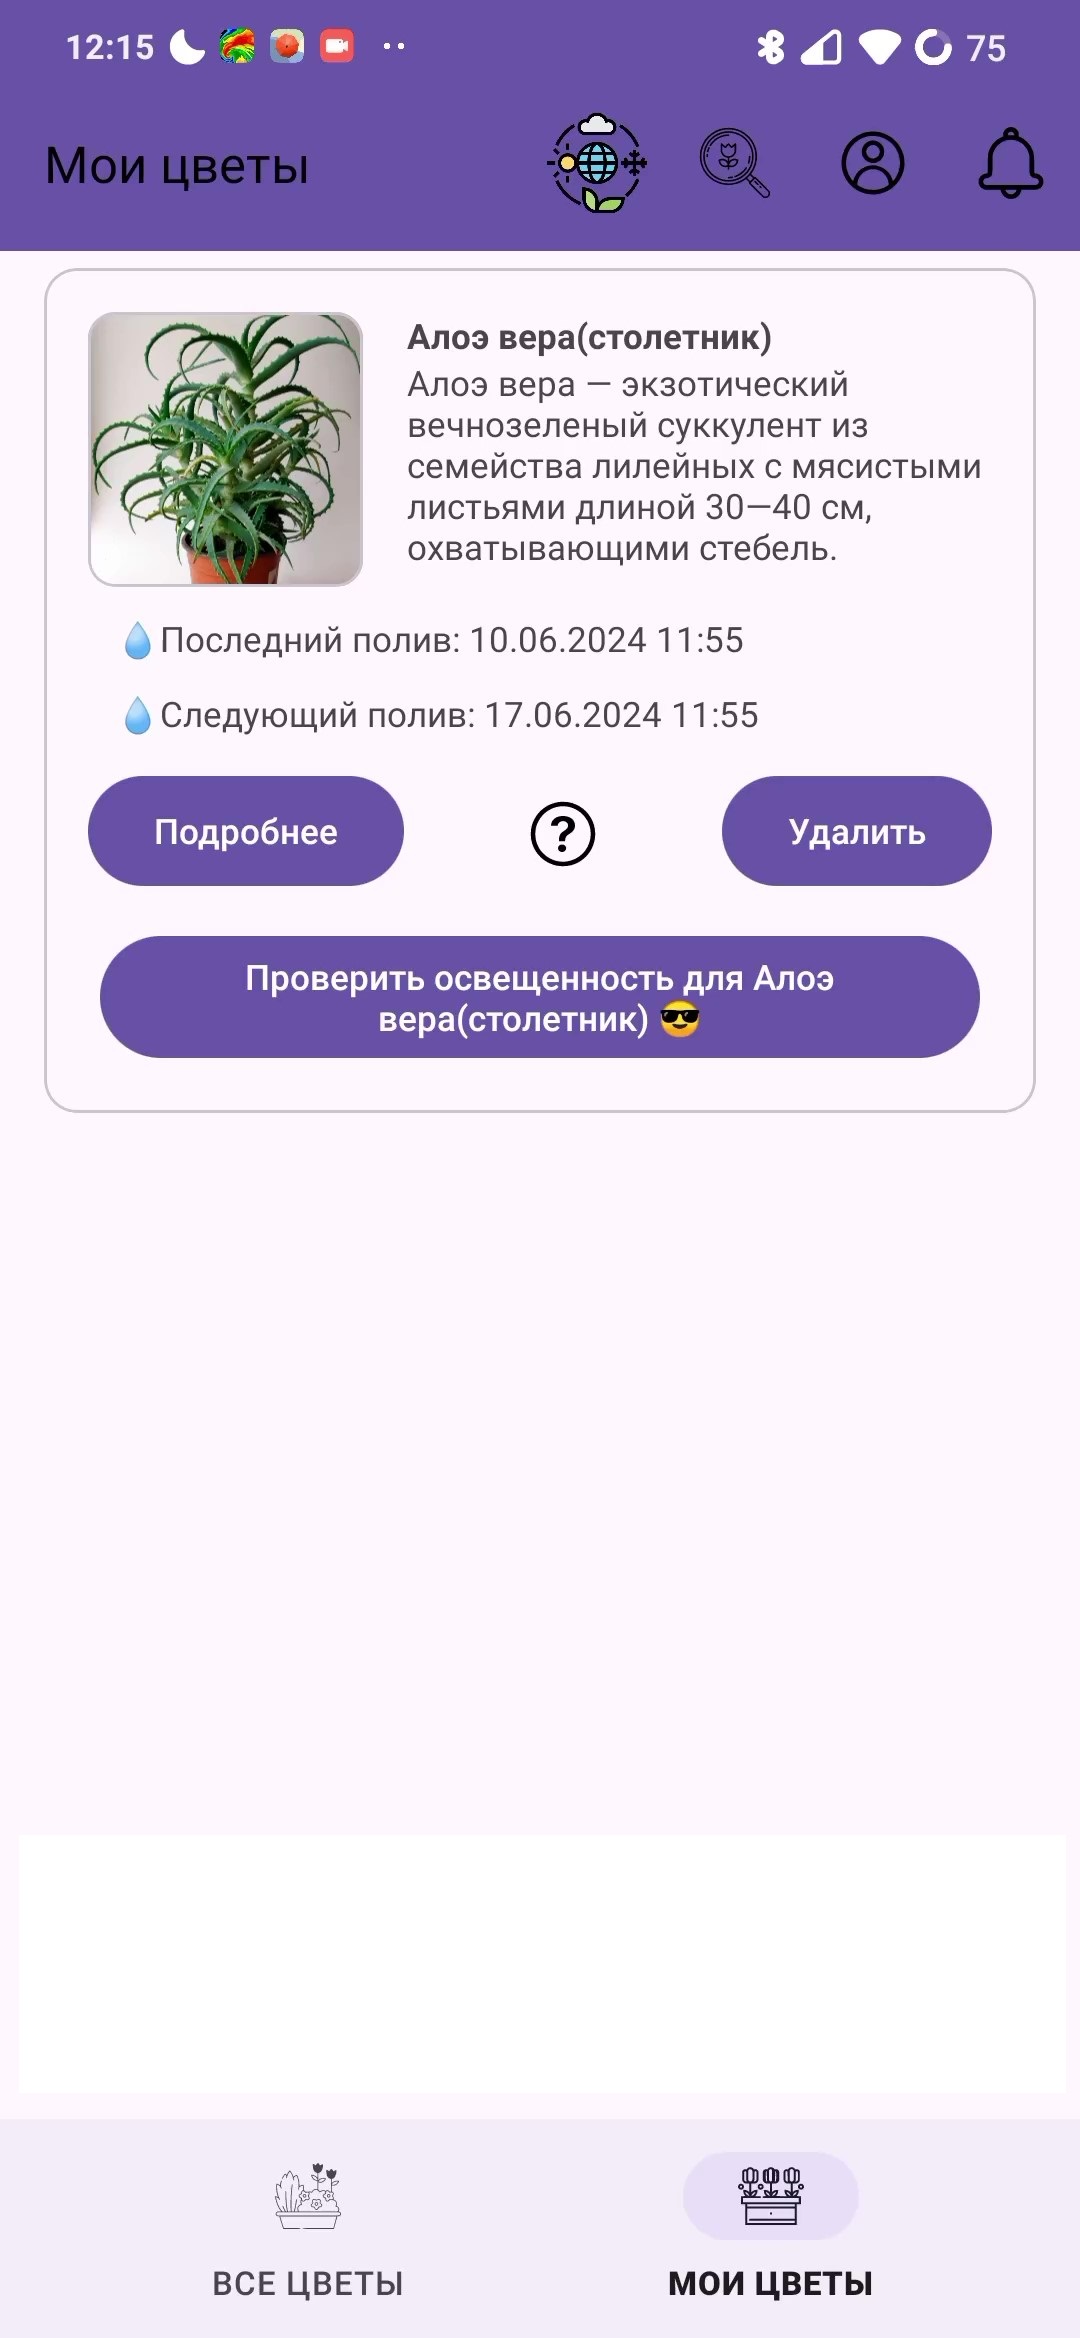 12:15
75
Мои цветы
Алоэ вера(столетник)
Алоэ вера — экзотический
вечнозеленый суккулент из
семейства лилейных с мясистыми
листьями длиной 30—40 см,
охватывающими стебель.
💧Последний полив: 10.06.2024 11:55
💧Следующий полив: 17.06.2024 11:55
Подробнее
?
Удалить
Проверить освещенность для Алоэ
вера(столетник) 😎
ВСЕ ЦВЕТЫ
МОИ ЦВЕТЫ